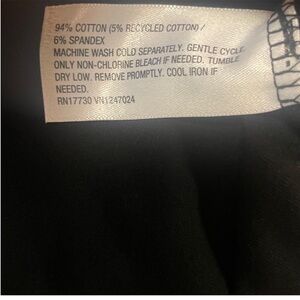 94% COTTON (5% RECYCLED COTTON) /
6% SPANDEX
MACHINE WASH COLD SEPARATELY. GENTLE CYCLE.
ONLY NON-CHLORINE BLEACH IF NEEDED. TUMBLE
DRY LOW. REMOVE PROMPTLY. COOL IRON IF
NEEDED.
RN17730 VN1247024